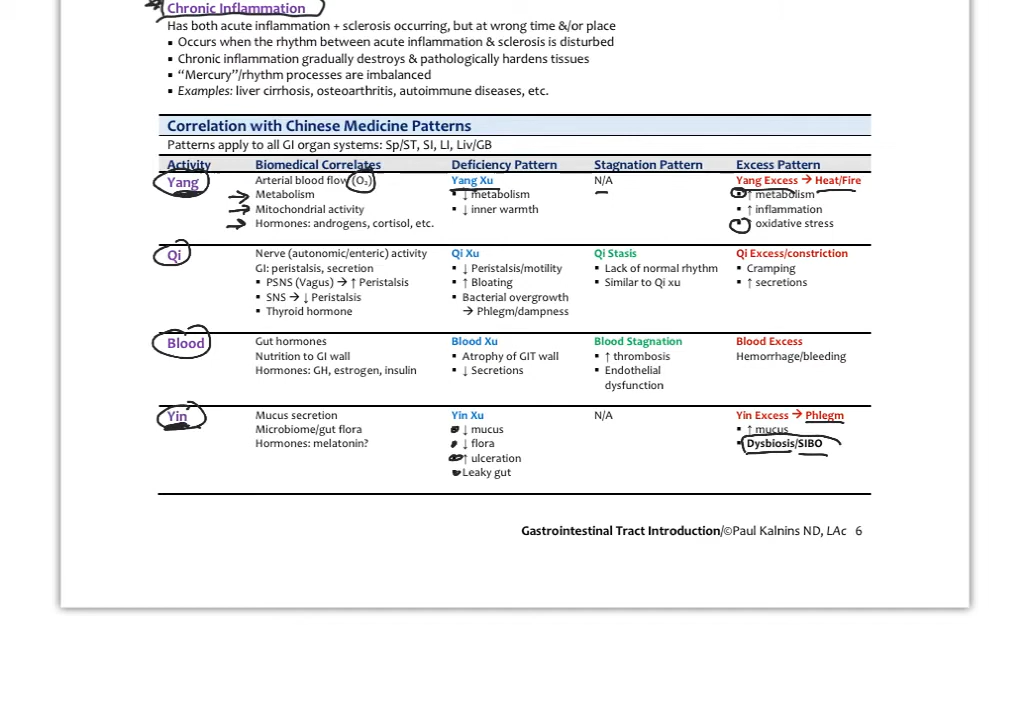 Chronic Inflammation
Has both acute inflammation + sclerosis occurring, but at wrong time &/or place
▪ Occurs when the rhythm between acute inflammation & sclerosis is disturbed
▪ Chronic inflammation gradually destroys & pathologically hardens tissues
▪ “Mercury”/rhythm processes are imbalanced
▪ Examples: liver cirrhosis, osteoarthritis, autoimmune diseases, etc.
Correlation with Chinese Medicine Patterns
Patterns apply to all GI organ systems: Sp/ST, SI, LI, Liv/GB
Activity Biomedical Correlates Deficiency Pattern Stagnation Pattern Excess Pattern
Yang Arterial blood flow (O₂) Yang Xu N/A Yang Excess → Heat/Fire
Metabolism ▪ ↓ metabolism ▪ ↑ metabolism
Mitochondrial activity ▪ ↓ inner warmth ▪ ↑ inflammation
Hormones: androgens, cortisol, etc. ▪ ↑ oxidative stress
Qi Nerve (autonomic/enteric) activity Qi Xu Qi Stasis Qi Excess/constriction
GI: peristalsis, secretion ▪ ↓ Peristalsis/motility ▪ Lack of normal rhythm ▪ Cramping
▪ PSNS (Vagus) → ↑ Peristalsis ▪ ↑ Bloating ▪ Similar to Qi xu ▪ ↑ secretions
▪ SNS → ↓ Peristalsis ▪ Bacterial overgrowth
▪ Thyroid hormone → Phlegm/dampness
Blood Gut hormones Blood Xu Blood Stagnation Blood Excess
Nutrition to GI wall ▪ Atrophy of GIT wall ▪ ↑ thrombosis Hemorrhage/bleeding
Hormones: GH, estrogen, insulin ▪ ↓ Secretions ▪ Endothelial
dysfunction
Yin Mucus secretion Yin Xu N/A Yin Excess → Phlegm
Microbiome/gut flora ▪ ↓ mucus ▪ ↑ mucus
Hormones: melatonin? ▪ ↓ flora ▪ Dysbiosis/SIBO
▪ ↑ ulceration
▪ Leaky gut
Gastrointestinal Tract Introduction/©Paul Kalnins ND, LAc 6